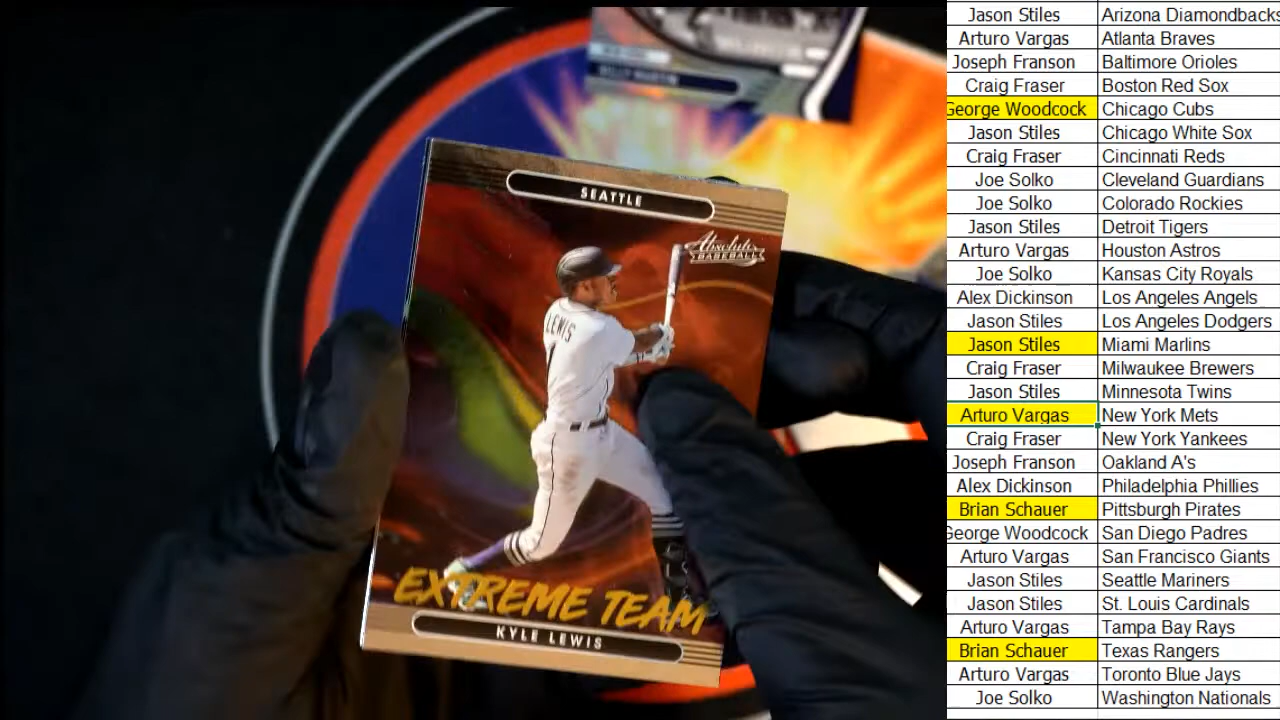 BILLY MARTIN
SEATTLE
Absolute
BASEBALL
LEWIS
1
EXTREME TEAM
KYLE LEWIS
Jason Stiles Arizona Diamondbacks
Arturo Vargas Atlanta Braves
Joseph Franson Baltimore Orioles
Craig Fraser Boston Red Sox
George Woodcock Chicago Cubs
Jason Stiles Chicago White Sox
Craig Fraser Cincinnati Reds
Joe Solko Cleveland Guardians
Joe Solko Colorado Rockies
Jason Stiles Detroit Tigers
Arturo Vargas Houston Astros
Joe Solko Kansas City Royals
Alex Dickinson Los Angeles Angels
Jason Stiles Los Angeles Dodgers
Jason Stiles Miami Marlins
Craig Fraser Milwaukee Brewers
Jason Stiles Minnesota Twins
Arturo Vargas New York Mets
Craig Fraser New York Yankees
Joseph Franson Oakland A's
Alex Dickinson Philadelphia Phillies
Brian Schauer Pittsburgh Pirates
George Woodcock San Diego Padres
Arturo Vargas San Francisco Giants
Jason Stiles Seattle Mariners
Jason Stiles St. Louis Cardinals
Arturo Vargas Tampa Bay Rays
Brian Schauer Texas Rangers
Arturo Vargas Toronto Blue Jays
Joe Solko Washington Nationals